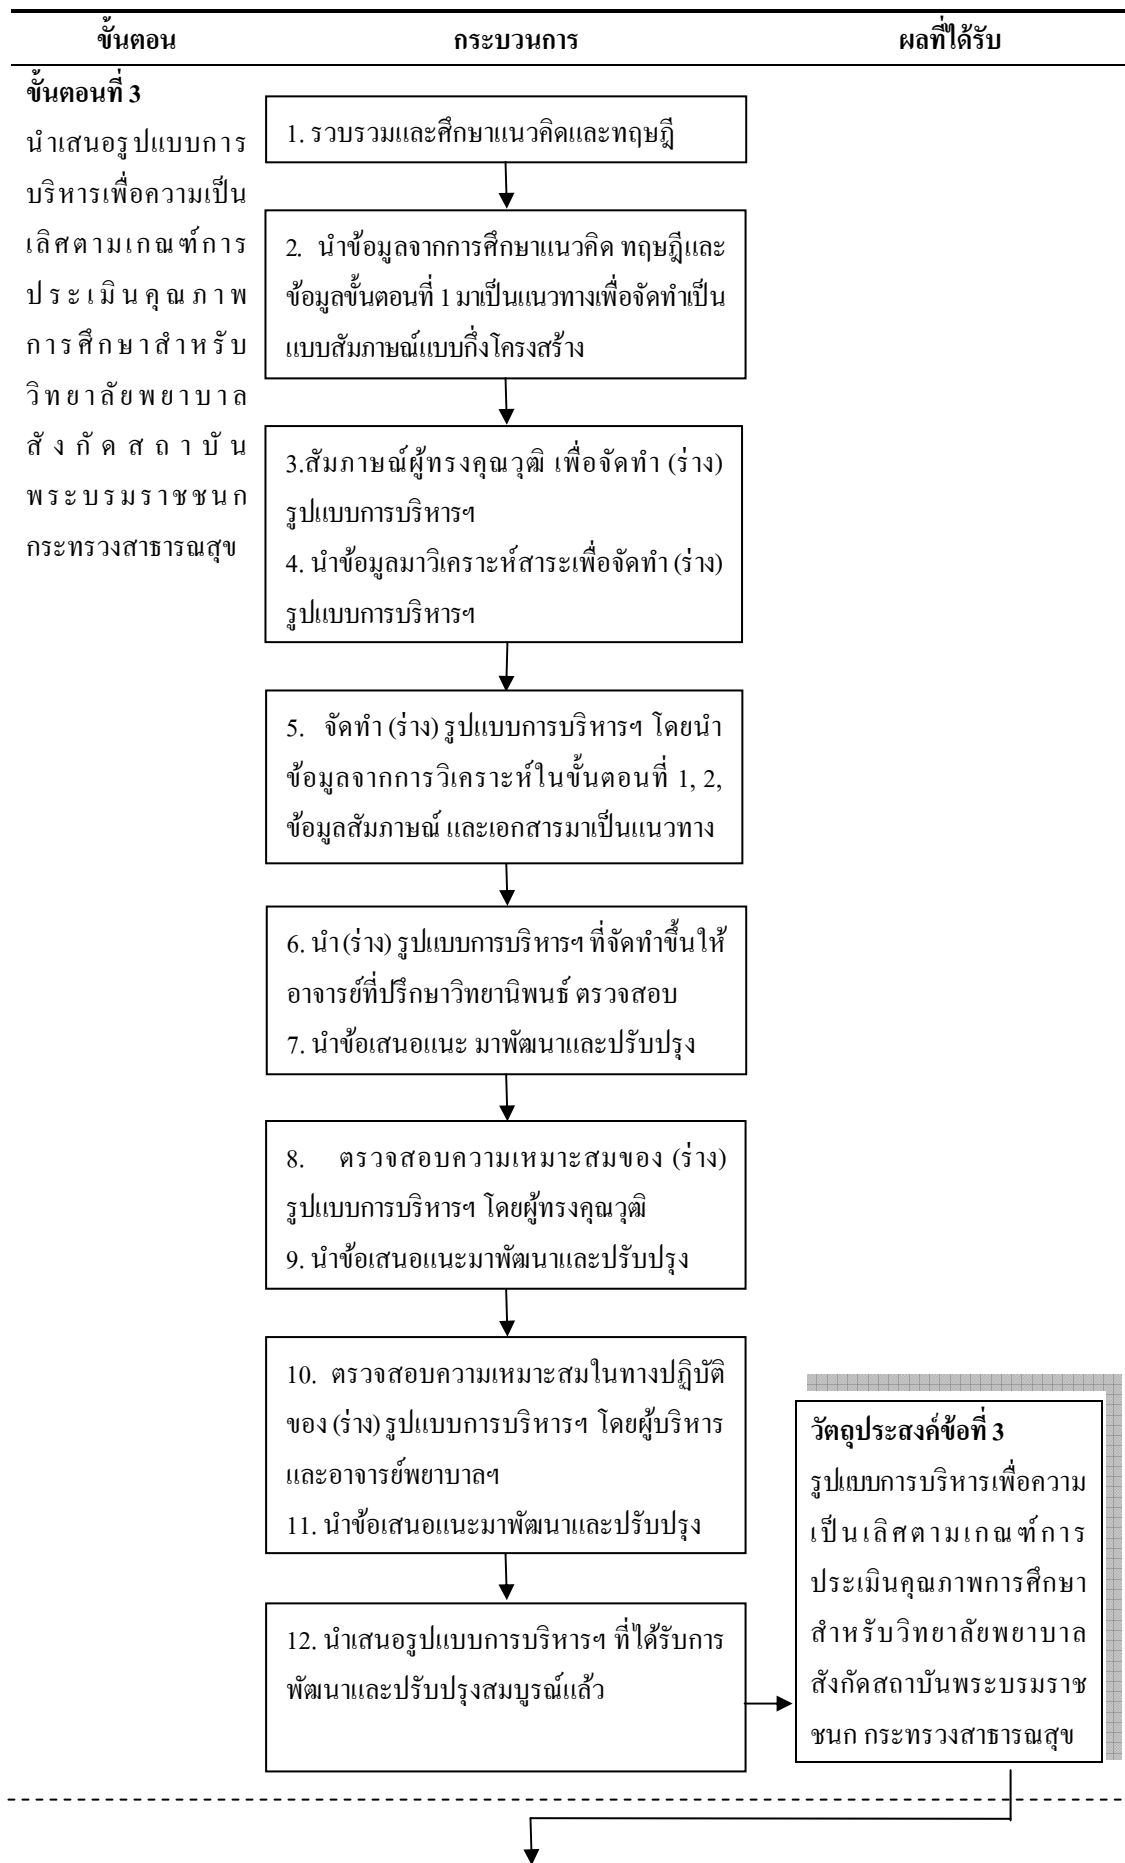 ขั้นตอน กระบวนการ ผลที่ได้รับ
ขั้นตอนที่ 3
นำเสนอรูปแบบการ
บริหารเพื่อความเป็น
เลิศตามเกณฑ์การ
ประเมินคุณภาพ
การศึกษาสำหรับ
วิทยาลัยพยาบาล
สังกัดสถาบัน
พระบรมราชชนก
กระทรวงสาธารณสุข
1. รวบรวมและศึกษาแนวคิดและทฤษฎี
2. นำข้อมูลจากการศึกษาแนวคิด ทฤษฎีและ
ข้อมูลขั้นตอนที่ 1 มาเป็นแนวทางเพื่อจัดทำเป็น
แบบสัมภาษณ์แบบกึ่งโครงสร้าง
3.สัมภาษณ์ผู้ทรงคุณวุฒิ เพื่อจัดทำ (ร่าง)
รูปแบบการบริหารฯ
4. นำข้อมูลมาวิเคราะห์สาระเพื่อจัดทำ (ร่าง)
รูปแบบการบริหารฯ
5. จัดทำ (ร่าง) รูปแบบการบริหารฯ โดยนำ
ข้อมูลจากการวิเคราะห์ในขั้นตอนที่ 1, 2,
ข้อมูลสัมภาษณ์ และเอกสารมาเป็นแนวทาง
6. นำ (ร่าง) รูปแบบการบริหารฯ ที่จัดทำขึ้นให้
อาจารย์ที่ปรึกษาวิทยานิพนธ์ ตรวจสอบ
7. นำข้อเสนอแนะ มาพัฒนาและปรับปรุง
8. ตรวจสอบความเหมาะสมของ (ร่าง)
รูปแบบการบริหารฯ โดยผู้ทรงคุณวุฒิ
9. นำข้อเสนอแนะมาพัฒนาและปรับปรุง
10. ตรวจสอบความเหมาะสมในทางปฏิบัติ
ของ (ร่าง) รูปแบบการบริหารฯ โดยผู้บริหาร
และอาจารย์พยาบาลฯ
11. นำข้อเสนอแนะมาพัฒนาและปรับปรุง
12. นำเสนอรูปแบบการบริหารฯ ที่ได้รับการ
พัฒนาและปรับปรุงสมบูรณ์แล้ว
วัตถุประสงค์ข้อที่ 3
รูปแบบการบริหารเพื่อความ
เป็นเลิศตามเกณฑ์การ
ประเมินคุณภาพการศึกษา
สำหรับวิทยาลัยพยาบาล
สังกัดสถาบันพระบรมราช
ชนก กระทรวงสาธารณสุข